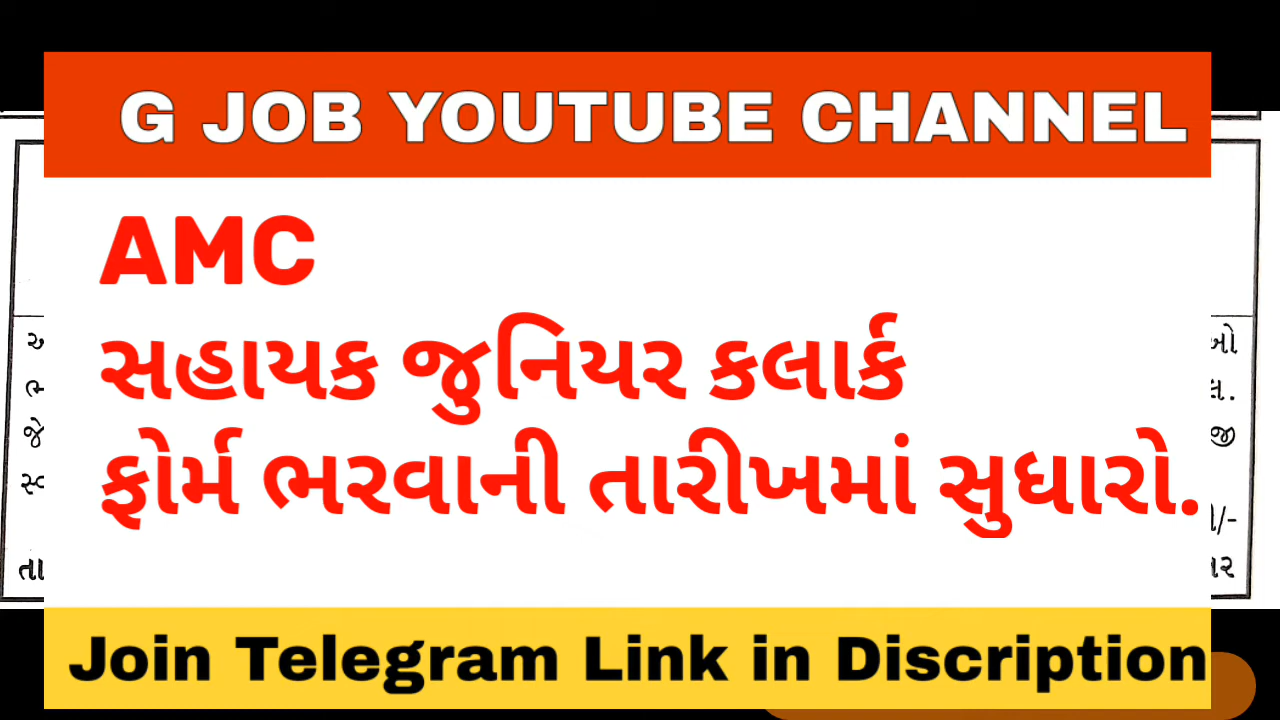 G JOB YOUTUBE CHANNEL
AMC
સહાયક જુનિયર કલાર્ક
ફોર્મ ભરવાની તારીખમાં સુધારો.
જે
તા
Join Telegram Link in Discription